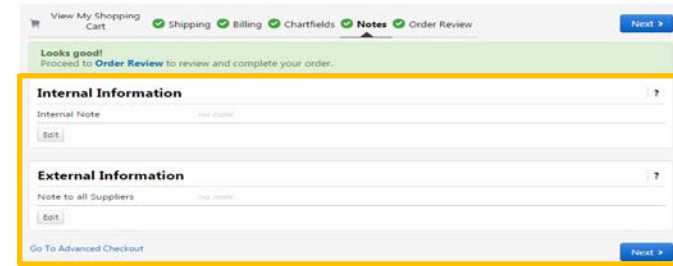 View My Shopping Cart Shipping Billing Chartfields Notes Order Review Next >
Looks good!
Proceed to Order Review to review and complete your order.
Internal Information ?
Internal Note no note
Edit
External Information ?
Note to all Suppliers no note
Edit
Go To Advanced Checkout Next >